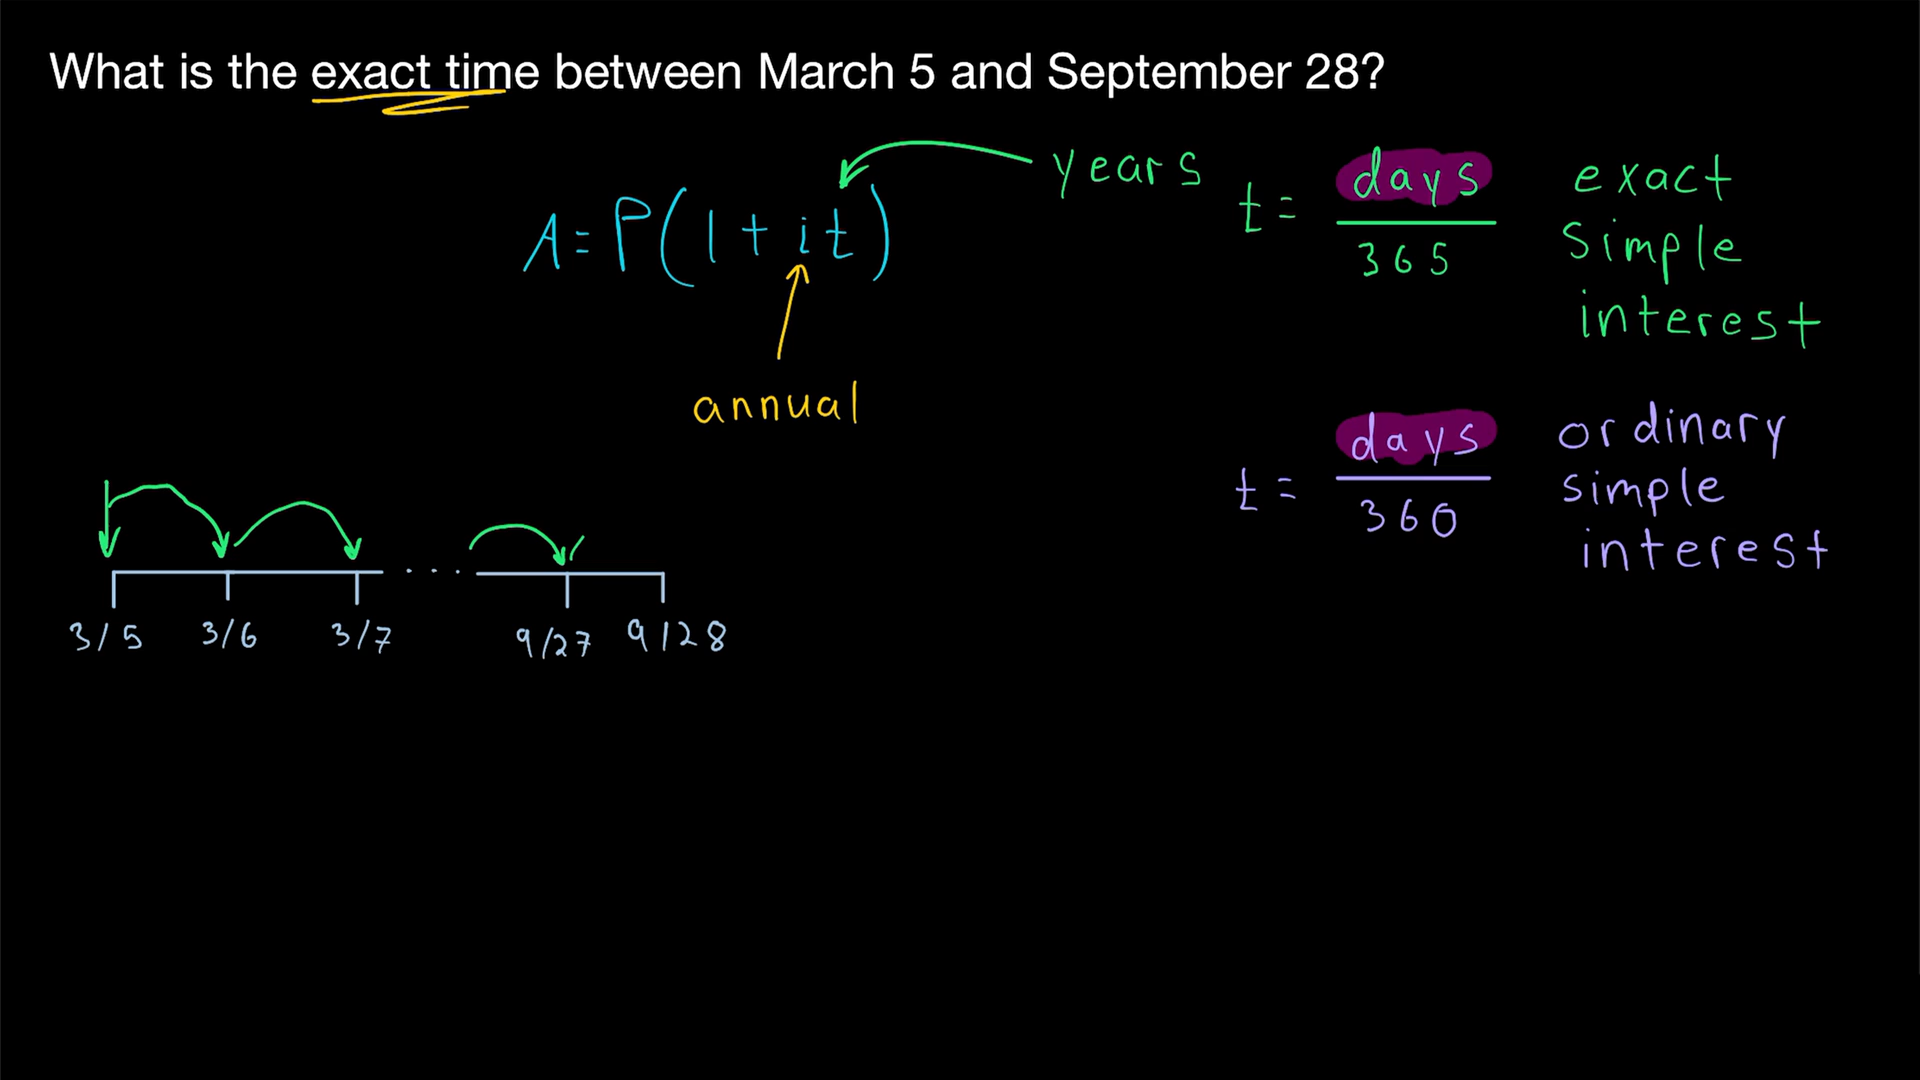 What is the exact time between March 5 and September 28?
A = P(1 + it)
years
annual
t = days / 365
exact
simple
interest
t = days / 360
ordinary
simple
interest
3/5 3/6 3/7 ... 9/27 9/28